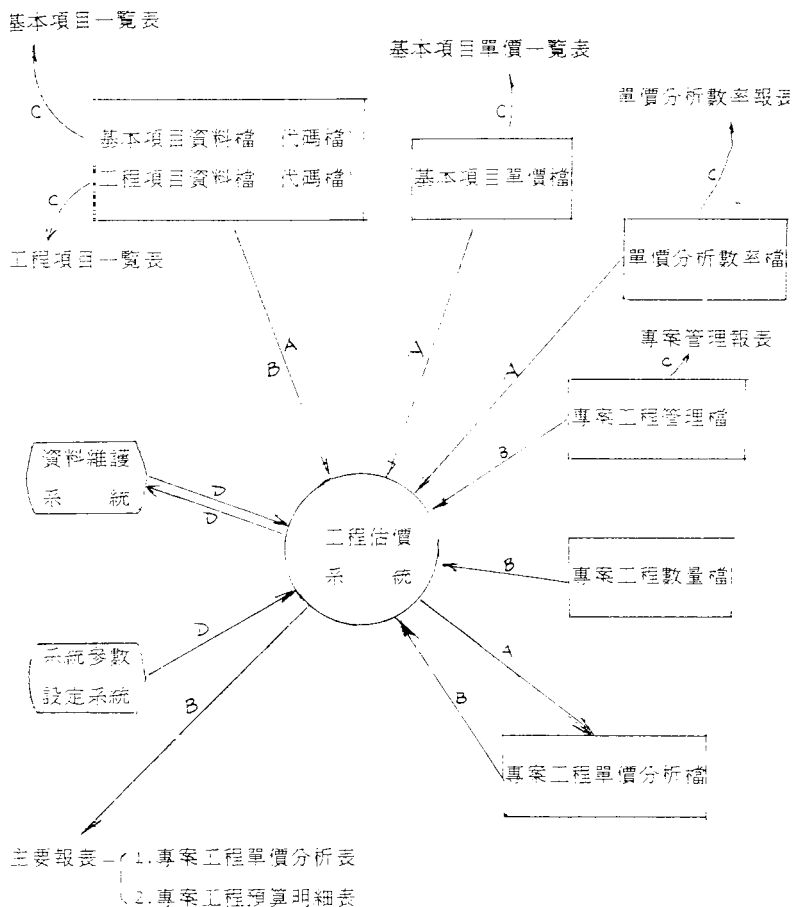 基本項目一覽表
基本項目單價一覽表
單價分析數率報表
C
C
C
基本項目資料檔 代碼檔
工程項目資料檔 代碼檔
基本項目單價檔
C
工程項目一覽表
單價分析數率檔
專案管理報表
C
A
B
A
A
專案工程管理檔
B
資料維護
系 統
D
D
工程估價
系 統
B
專案工程數量檔
系統參數
設定系統
D
B
A
B
專案工程單價分析檔
主要報表
1.專案工程單價分析表
2.專案工程預算明細表